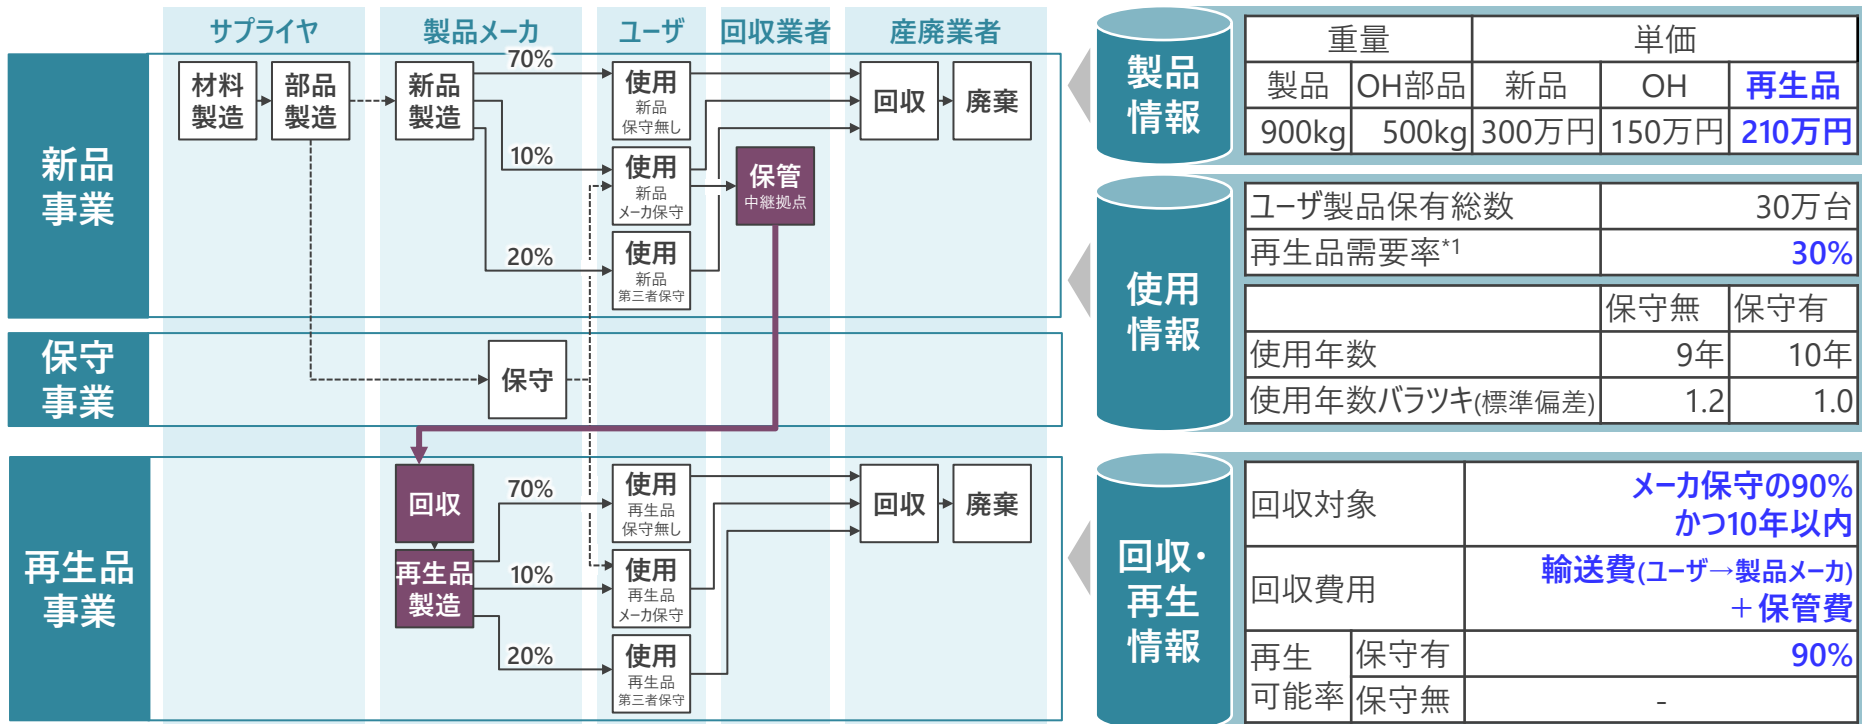 サプライヤ
製品メーカ
ユーザ
回収業者
産廃業者
新品
事業
材料
製造
部品
製造
新品
製造
70%
10%
20%
使用
新品
保守無し
使用
新品
メーカ保守
使用
新品
第三者保守
保管
中継拠点
回収
廃棄
保守
事業
保守
再生品
事業
回収
再生品
製造
70%
10%
20%
使用
再生品
保守無し
使用
再生品
メーカ保守
使用
再生品
第三者保守
回収
廃棄
製品
情報
重量 単価
製品 OH部品 新品 OH 再生品
900kg 500kg 300万円 150万円 210万円
使用
情報
ユーザ製品保有総数 30万台
再生品需要率*1 30%
保守無 保守有
使用年数 9年 10年
使用年数バラツキ(標準偏差) 1.2 1.0
回収・
再生
情報
回収対象 メーカ保守の90%
かつ10年以内
回収費用 輸送費(ユーザ→製品メーカ)
＋保管費
再生
可能率
保守有 90%
保守無 -